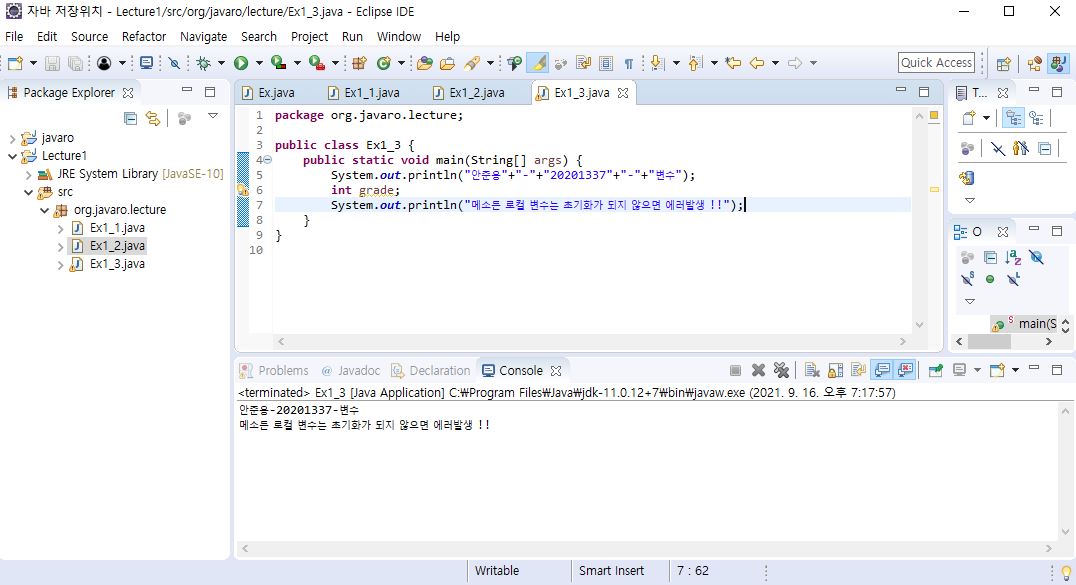 자바 저장위치 - Lecture1/src/org/javaro/lecture/Ex1_3.java - Eclipse IDE
File Edit Source Refactor Navigate Search Project Run Window Help
Quick Access
Package Explorer
javaro
Lecture1
JRE System Library [JavaSE-10]
src
org.javaro.lecture
Ex1_1.java
Ex1_2.java
Ex1_3.java
Ex.java Ex1_1.java Ex1_2.java Ex1_3.java
1 package org.javaro.lecture;
2
3 public class Ex1_3 {
4 public static void main(String[] args) {
5 System.out.println("안준용"+"-"+"20201337"+"-"+"변수");
6 int grade;
7 System.out.println("메소든 로컬 변수는 초기화가 되지 않으면 에러발생 !!");
8 }
9 }
10
T...
O
main(S
Problems @ Javadoc Declaration Console
<terminated> Ex1_3 [Java Application] C:₩Program Files₩Java₩jdk-11.0.12+7₩bin₩javaw.exe (2021. 9. 16. 오후 7:17:57)
안준용-20201337-변수
메소든 로컬 변수는 초기화가 되지 않으면 에러발생 !!
Writable Smart Insert 7 : 62